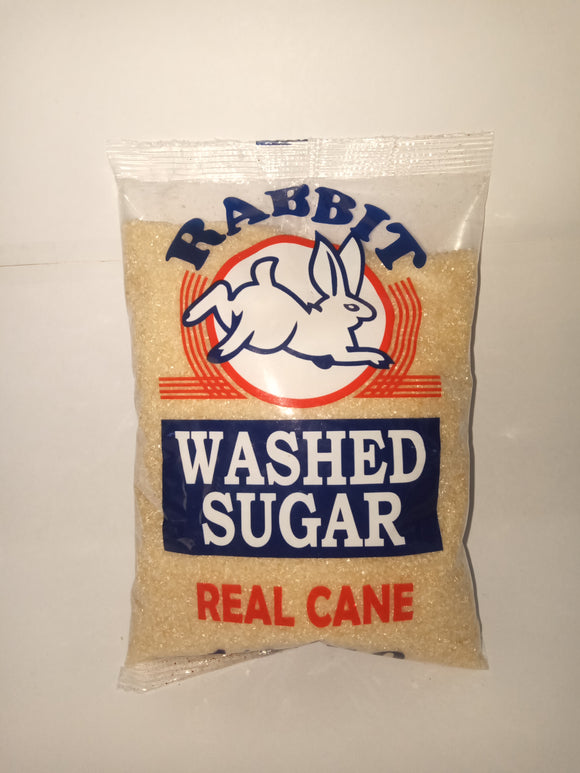 RABBIT
WASHED
SUGAR
REAL CANE